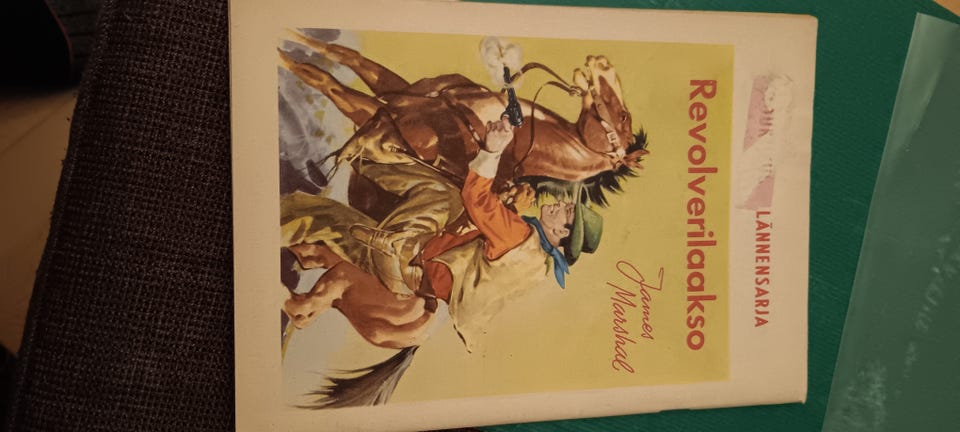 LÄNNENSARJA
Revolverilaakso
James
Marshal